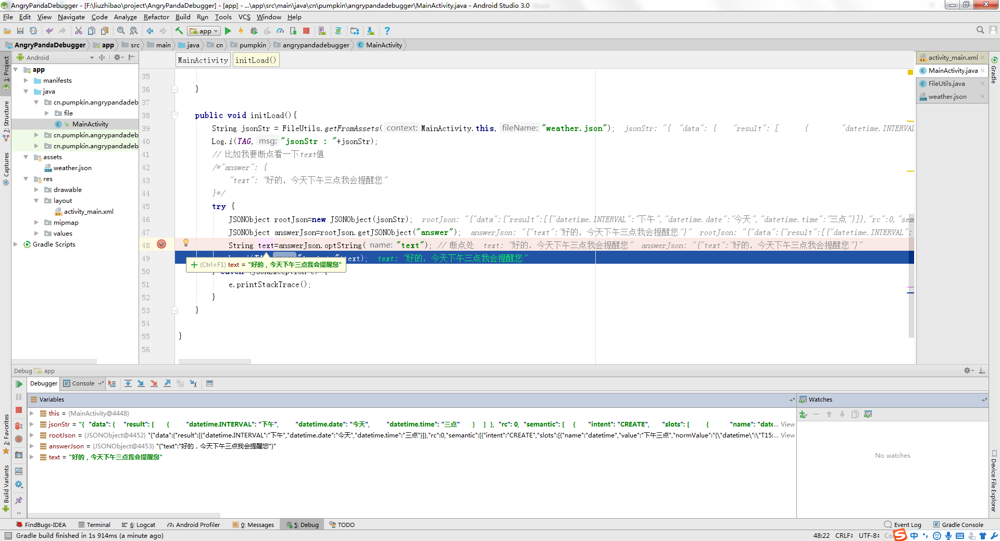 AngryPandaDebugger - [F:\liuzhibao\project\AngryPandaDebugger] - [app] - ...\app\src\main\java\cn\pumpkin\angrypandadebugger\MainActivity.java - Android Studio 3.0
File Edit View Navigate Code Analyze Refactor Build Run Tools VCS Window Help
app
AngryPandaDebugger app src main java cn pumpkin angrypandadebugger MainActivity
Android
MainActivity initLoad()
activity_main.xml
MainActivity.java
FileUtils.java
weather.json
1: Project
7: Structure
Captures
2: Favorites
Build Variants
Gradle
Device File Explorer
app
manifests
java
cn.pumpkin.angrypandadeb
file
MainActivity
cn.pumpkin.angrypandadeb
cn.pumpkin.angrypandadeb
assets
weather.json
res
drawable
layout
activity_main.xml
mipmap
values
Gradle Scripts
35
36 }
37
38 public void initLoad(){
39 String jsonStr = FileUtils.getFromAssets( context: MainActivity.this, fileName: "weather.json"); jsonStr: "{ "data": { "result": [ { "datetime.INTERVAL
40 Log.i(TAG, msg: "jsonStr : "+jsonStr);
41 // 比如我要断点看一下text值
42 /*"answer": {
43 "text": "好的，今天下午三点我会提醒您"
44 }*/
45 try {
46 JSONObject rootJson=new JSONObject(jsonStr); rootJson: "{"data":{"result":[{"datetime.INTERVAL":"下午","datetime.date":"今天","datetime.time":"三点"}]},"rc":0,"sem
47 JSONObject answerJson=rootJson.getJSONObject("answer"); answerJson: "{"text":"好的，今天下午三点我会提醒您"}" rootJson: "{"data":{"result":[{"datetime.INTERVAL":"
48 String text=answerJson.optString( name: "text"); // 断点处 text: "好的，今天下午三点我会提醒您" answerJson: "{"text":"好的，今天下午三点我会提醒您"}"
49 text); text: "好的，今天下午三点我会提醒您"
(Ctrl+F1) text = "好的，今天下午三点我会提醒您"
50
51 e.printStackTrace();
52 }
53 }
54
55 }
56
Debug app
Debugger Console
Variables
this = {MainActivity@4448}
jsonStr = "{ "data": { "result": [ { "datetime.INTERVAL": "下午", "datetime.date": "今天", "datetime.time": "三点" } ] }, "rc": 0, "semantic": [ { "intent": "CREATE", "slots": [ { "name": "date... View
rootJson = {JSONObject@4452} "{"data":{"result":[{"datetime.INTERVAL":"下午","datetime.date":"今天","datetime.time":"三点"}]},"rc":0,"semantic":[{"intent":"CREATE","slots":[{"name":"datetime","value":"下午三点","normValue":"{\"datetime\":\"T15:... View
answerJson = {JSONObject@4453} "{"text":"好的，今天下午三点我会提醒您"}"
text = "好的，今天下午三点我会提醒您"
Watches
No watches
FindBugs-IDEA Terminal 6: Logcat Android Profiler 0: Messages 5: Debug TODO Event Log Gradle Console
Gradle build finished in 1s 914ms (a minute ago) 48:22 CRLF UTF-8 中